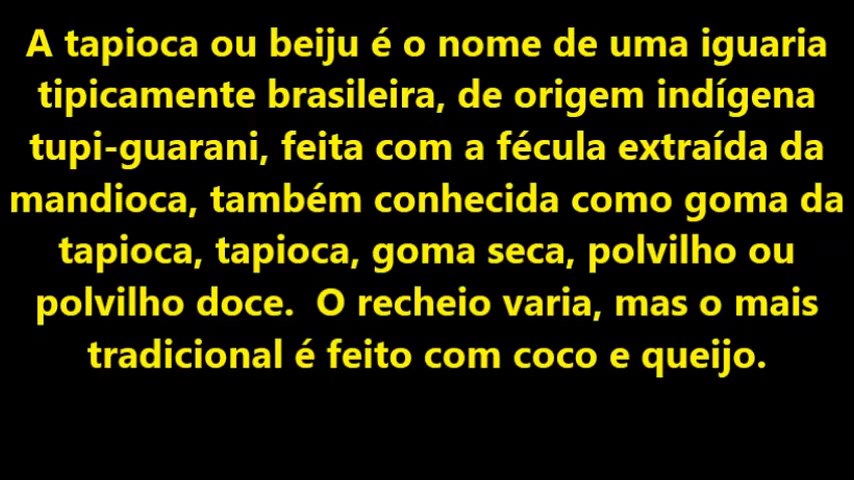 A tapioca ou beiju é o nome de uma iguaria
tipicamente brasileira, de origem indígena
tupi-guarani, feita com a fécula extraída da
mandioca, também conhecida como goma da
tapioca, tapioca, goma seca, polvilho ou
polvilho doce.  O recheio varia, mas o mais
tradicional é feito com coco e queijo.